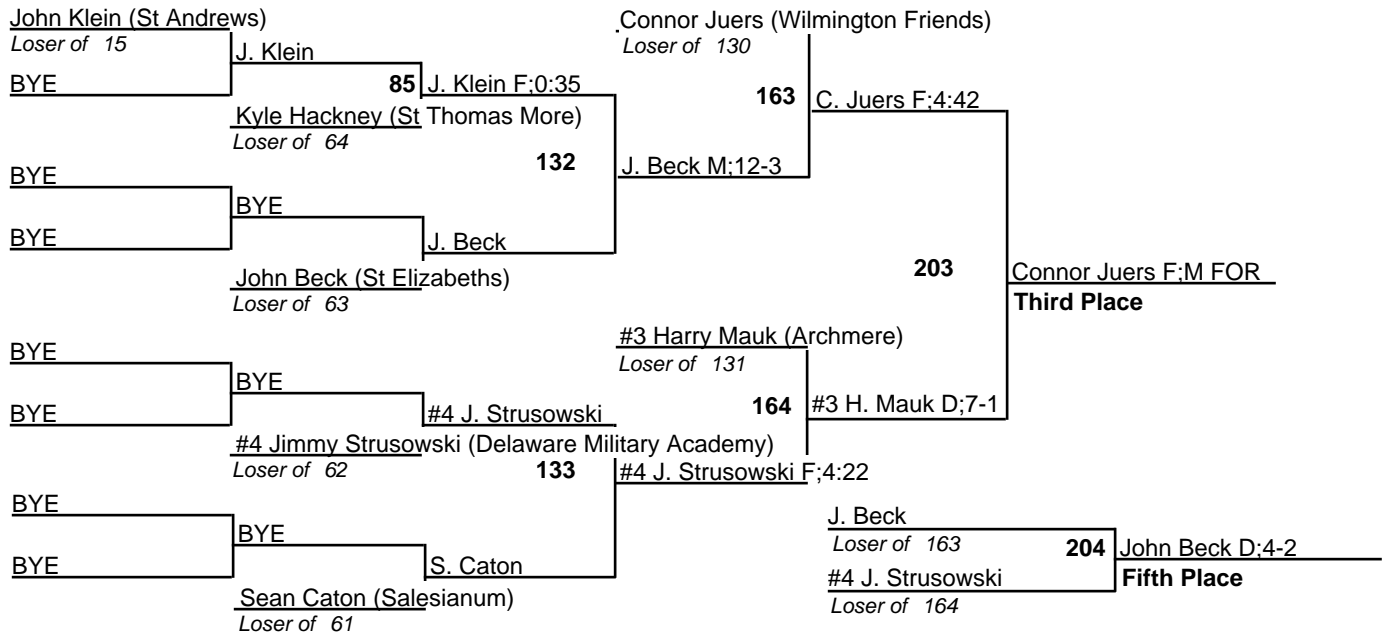 John Klein (St Andrews)
Loser of 15
BYE
J. Klein
85
J. Klein F;0:35
Kyle Hackney (St Thomas More)
Loser of 64
132
BYE
BYE
BYE
J. Beck
John Beck (St Elizabeths)
Loser of 63
J. Beck M;12-3
Connor Juers (Wilmington Friends)
Loser of 130
163
C. Juers F;4:42
203
Connor Juers F;M FOR
Third Place
BYE
BYE
BYE
#4 J. Strusowski
#4 Jimmy Strusowski (Delaware Military Academy)
Loser of 62
133
BYE
BYE
BYE
S. Caton
Sean Caton (Salesianum)
Loser of 61
#3 Harry Mauk (Archmere)
Loser of 131
164
#3 H. Mauk D;7-1
#4 J. Strusowski F;4:22
J. Beck
Loser of 163
204
John Beck D;4-2
#4 J. Strusowski
Fifth Place
Loser of 164